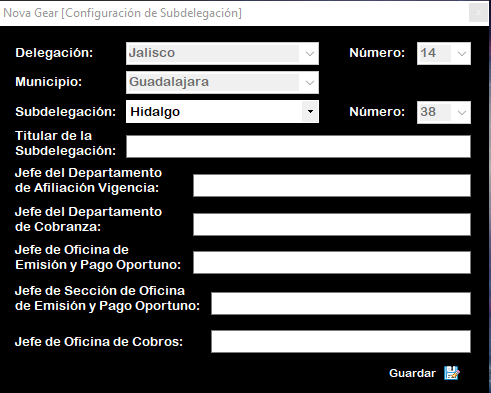 Nova Gear [Configuración de Subdelegación]
Delegación: Jalisco Número: 14
Municipio: Guadalajara
Subdelegación: Hidalgo Número: 38
Titular de la
Subdelegación:
Jefe del Departamento
de Afiliación Vigencia:
Jefe del Departamento
de Cobranza:
Jefe de Oficina de
Emisión y Pago Oportuno:
Jefe de Sección de Oficina
de Emisión y Pago Oportuno:
Jefe de Oficina de Cobros:
Guardar